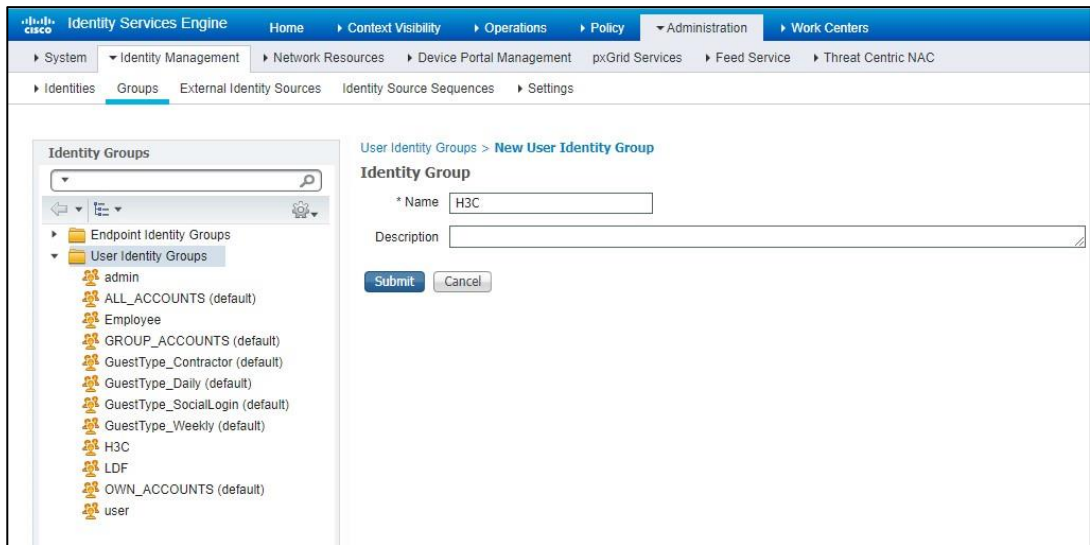 cisco Identity Services Engine Home Context Visibility Operations Policy Administration Work Centers
System Identity Management Network Resources Device Portal Management pxGrid Services Feed Service Threat Centric NAC
Identities Groups External Identity Sources Identity Source Sequences Settings
Identity Groups
Endpoint Identity Groups
User Identity Groups
admin
ALL_ACCOUNTS (default)
Employee
GROUP_ACCOUNTS (default)
GuestType_Contractor (default)
GuestType_Daily (default)
GuestType_SocialLogin (default)
GuestType_Weekly (default)
H3C
LDF
OWN_ACCOUNTS (default)
user
User Identity Groups > New User Identity Group
Identity Group
* Name H3C
Description
Submit Cancel